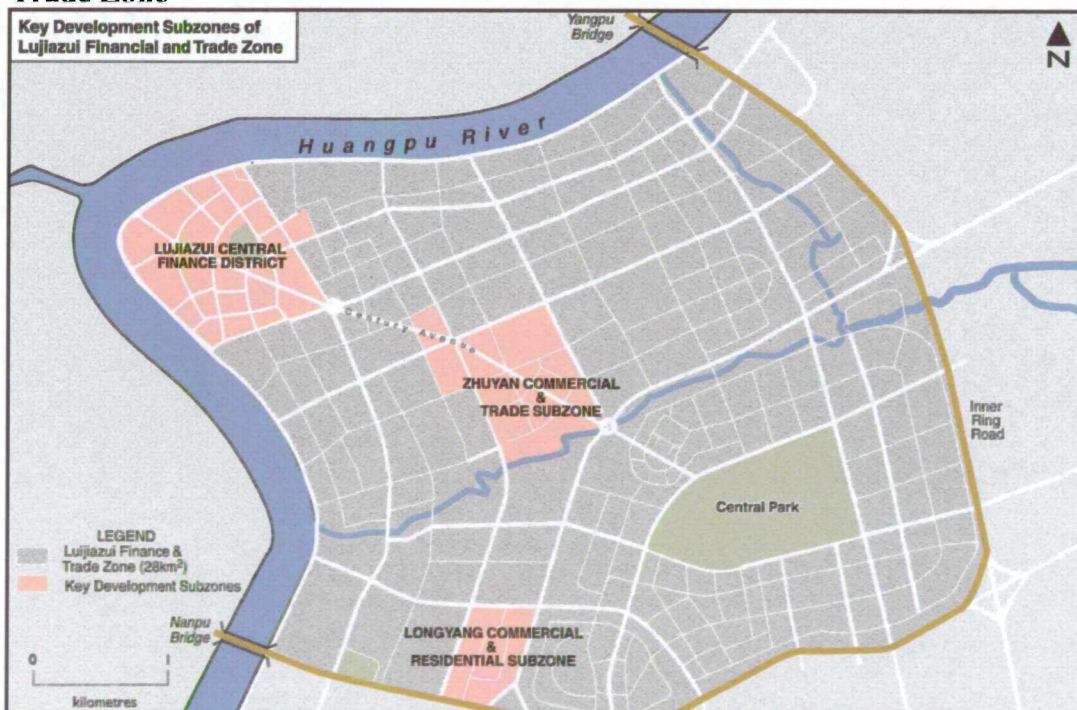 Trade Zone
Key Development Subzones of
Lujiazui Financial and Trade Zone
Yangpu
Bridge
N
Huangpu River
LUJIAZUI CENTRAL
FINANCE DISTRICT
Century Avenue
ZHUYAN COMMERCIAL
&
TRADE SUBZONE
Inner
Ring
Road
Central Park
LEGEND
Luijiazui Finance &
Trade Zone (28km²)
Key Development Subzones
Nanpu
Bridge
LONGYANG COMMERCIAL
&
RESIDENTIAL SUBZONE
0 1
kilometres